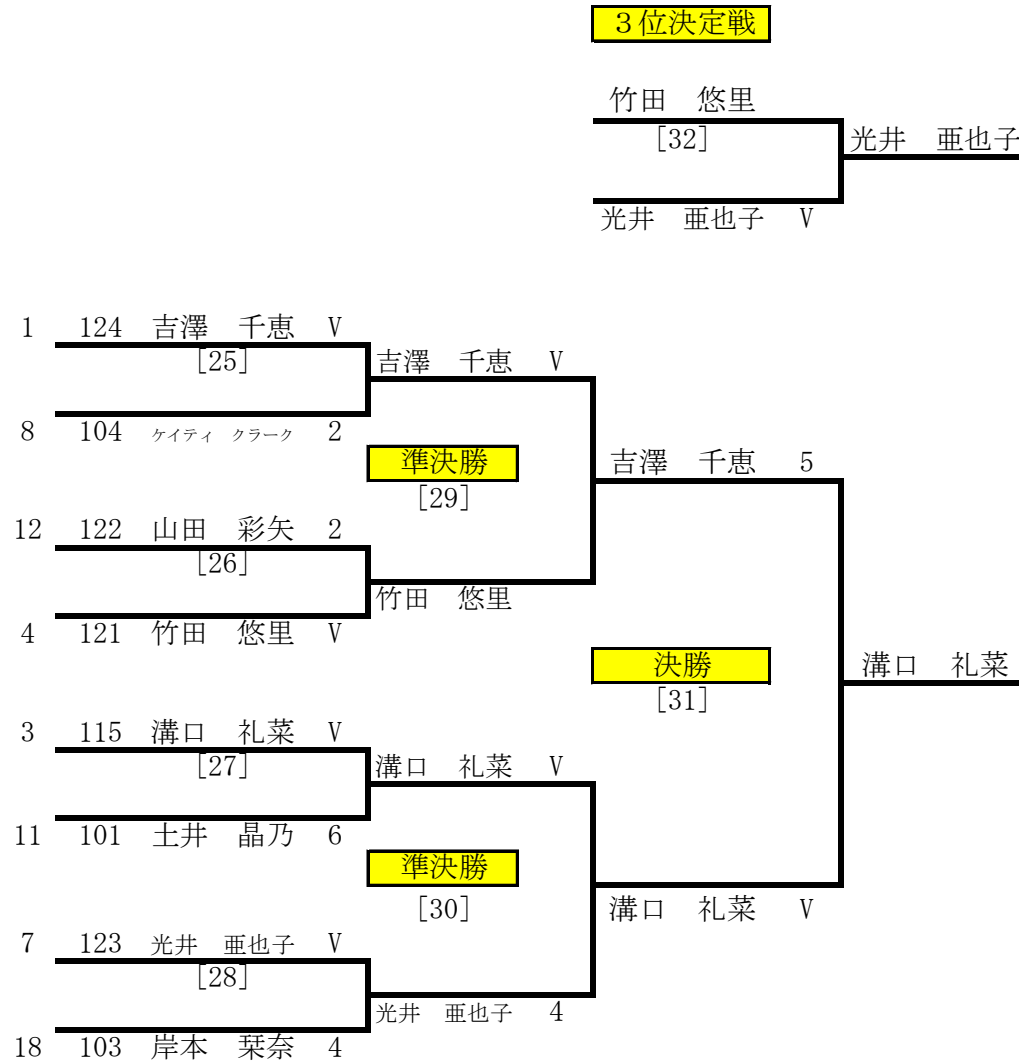 ３位決定戦
竹田　悠里
[32]
光井　亜也子
光井　亜也子　V
1　124　吉澤　千恵　V
[25]
吉澤　千恵　V
8　104　ケイティ クラーク　2
準決勝
吉澤　千恵　5
[29]
12　122　山田　彩矢　2
[26]
竹田　悠里
4　121　竹田　悠里　V
決勝
溝口　礼菜
[31]
3　115　溝口　礼菜　V
[27]
溝口　礼菜　V
11　101　土井　晶乃　6
準決勝
[30]
溝口　礼菜　V
7　123　光井　亜也子　V
[28]
光井　亜也子　4
18　103　岸本　栞奈　4